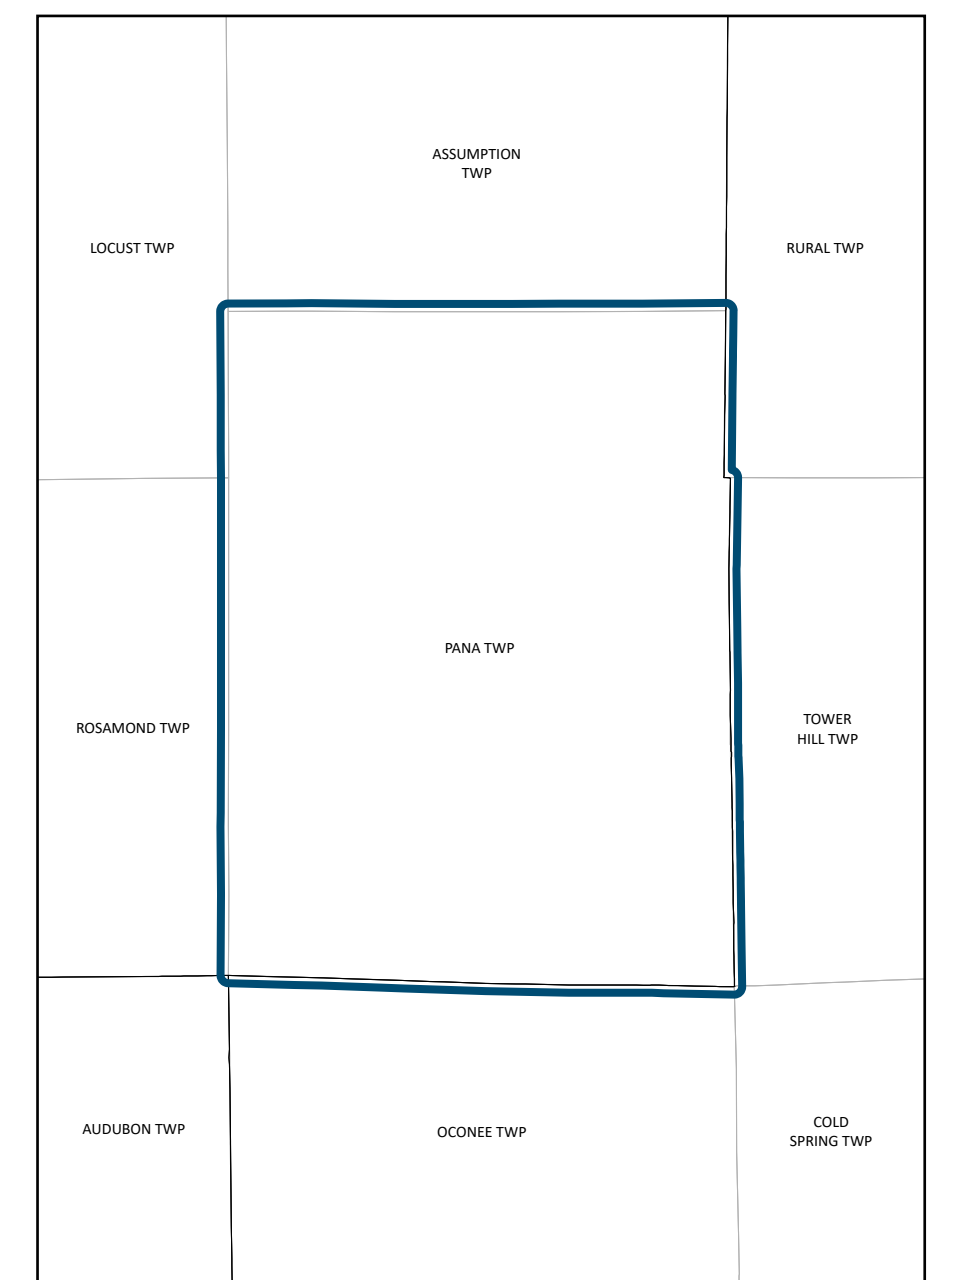 ASSUMPTION
TWP
LOCUST TWP
RURAL TWP
PANA TWP
ROSAMOND TWP
TOWER
HILL TWP
AUDUBON TWP
OCONEE TWP
COLD
SPRING TWP